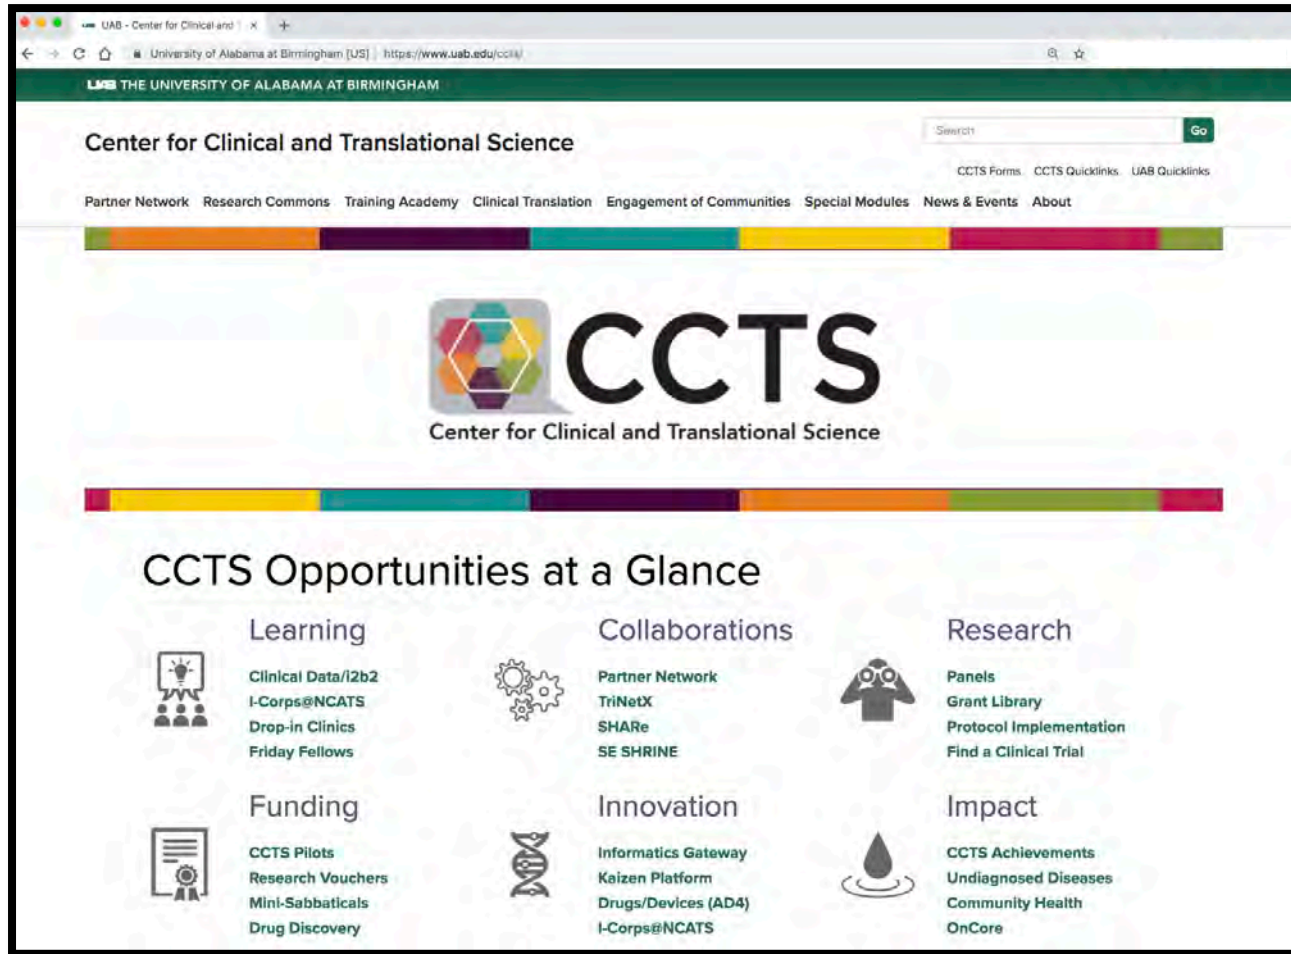 UAB - Center for Clinical and
University of Alabama at Birmingham [US] https://www.uab.edu/ccts/
UAB THE UNIVERSITY OF ALABAMA AT BIRMINGHAM
Center for Clinical and Translational Science
Search Go
CCTS Forms CCTS Quicklinks UAB Quicklinks
Partner Network Research Commons Training Academy Clinical Translation Engagement of Communities Special Modules News & Events About
CCTS
Center for Clinical and Translational Science
CCTS Opportunities at a Glance
Learning
Clinical Data/i2b2
I-Corps@NCATS
Drop-in Clinics
Friday Fellows
Collaborations
Partner Network
TriNetX
SHARe
SE SHRINE
Research
Panels
Grant Library
Protocol Implementation
Find a Clinical Trial
Funding
CCTS Pilots
Research Vouchers
Mini-Sabbaticals
Drug Discovery
Innovation
Informatics Gateway
Kaizen Platform
Drugs/Devices (AD4)
I-Corps@NCATS
Impact
CCTS Achievements
Undiagnosed Diseases
Community Health
OnCore